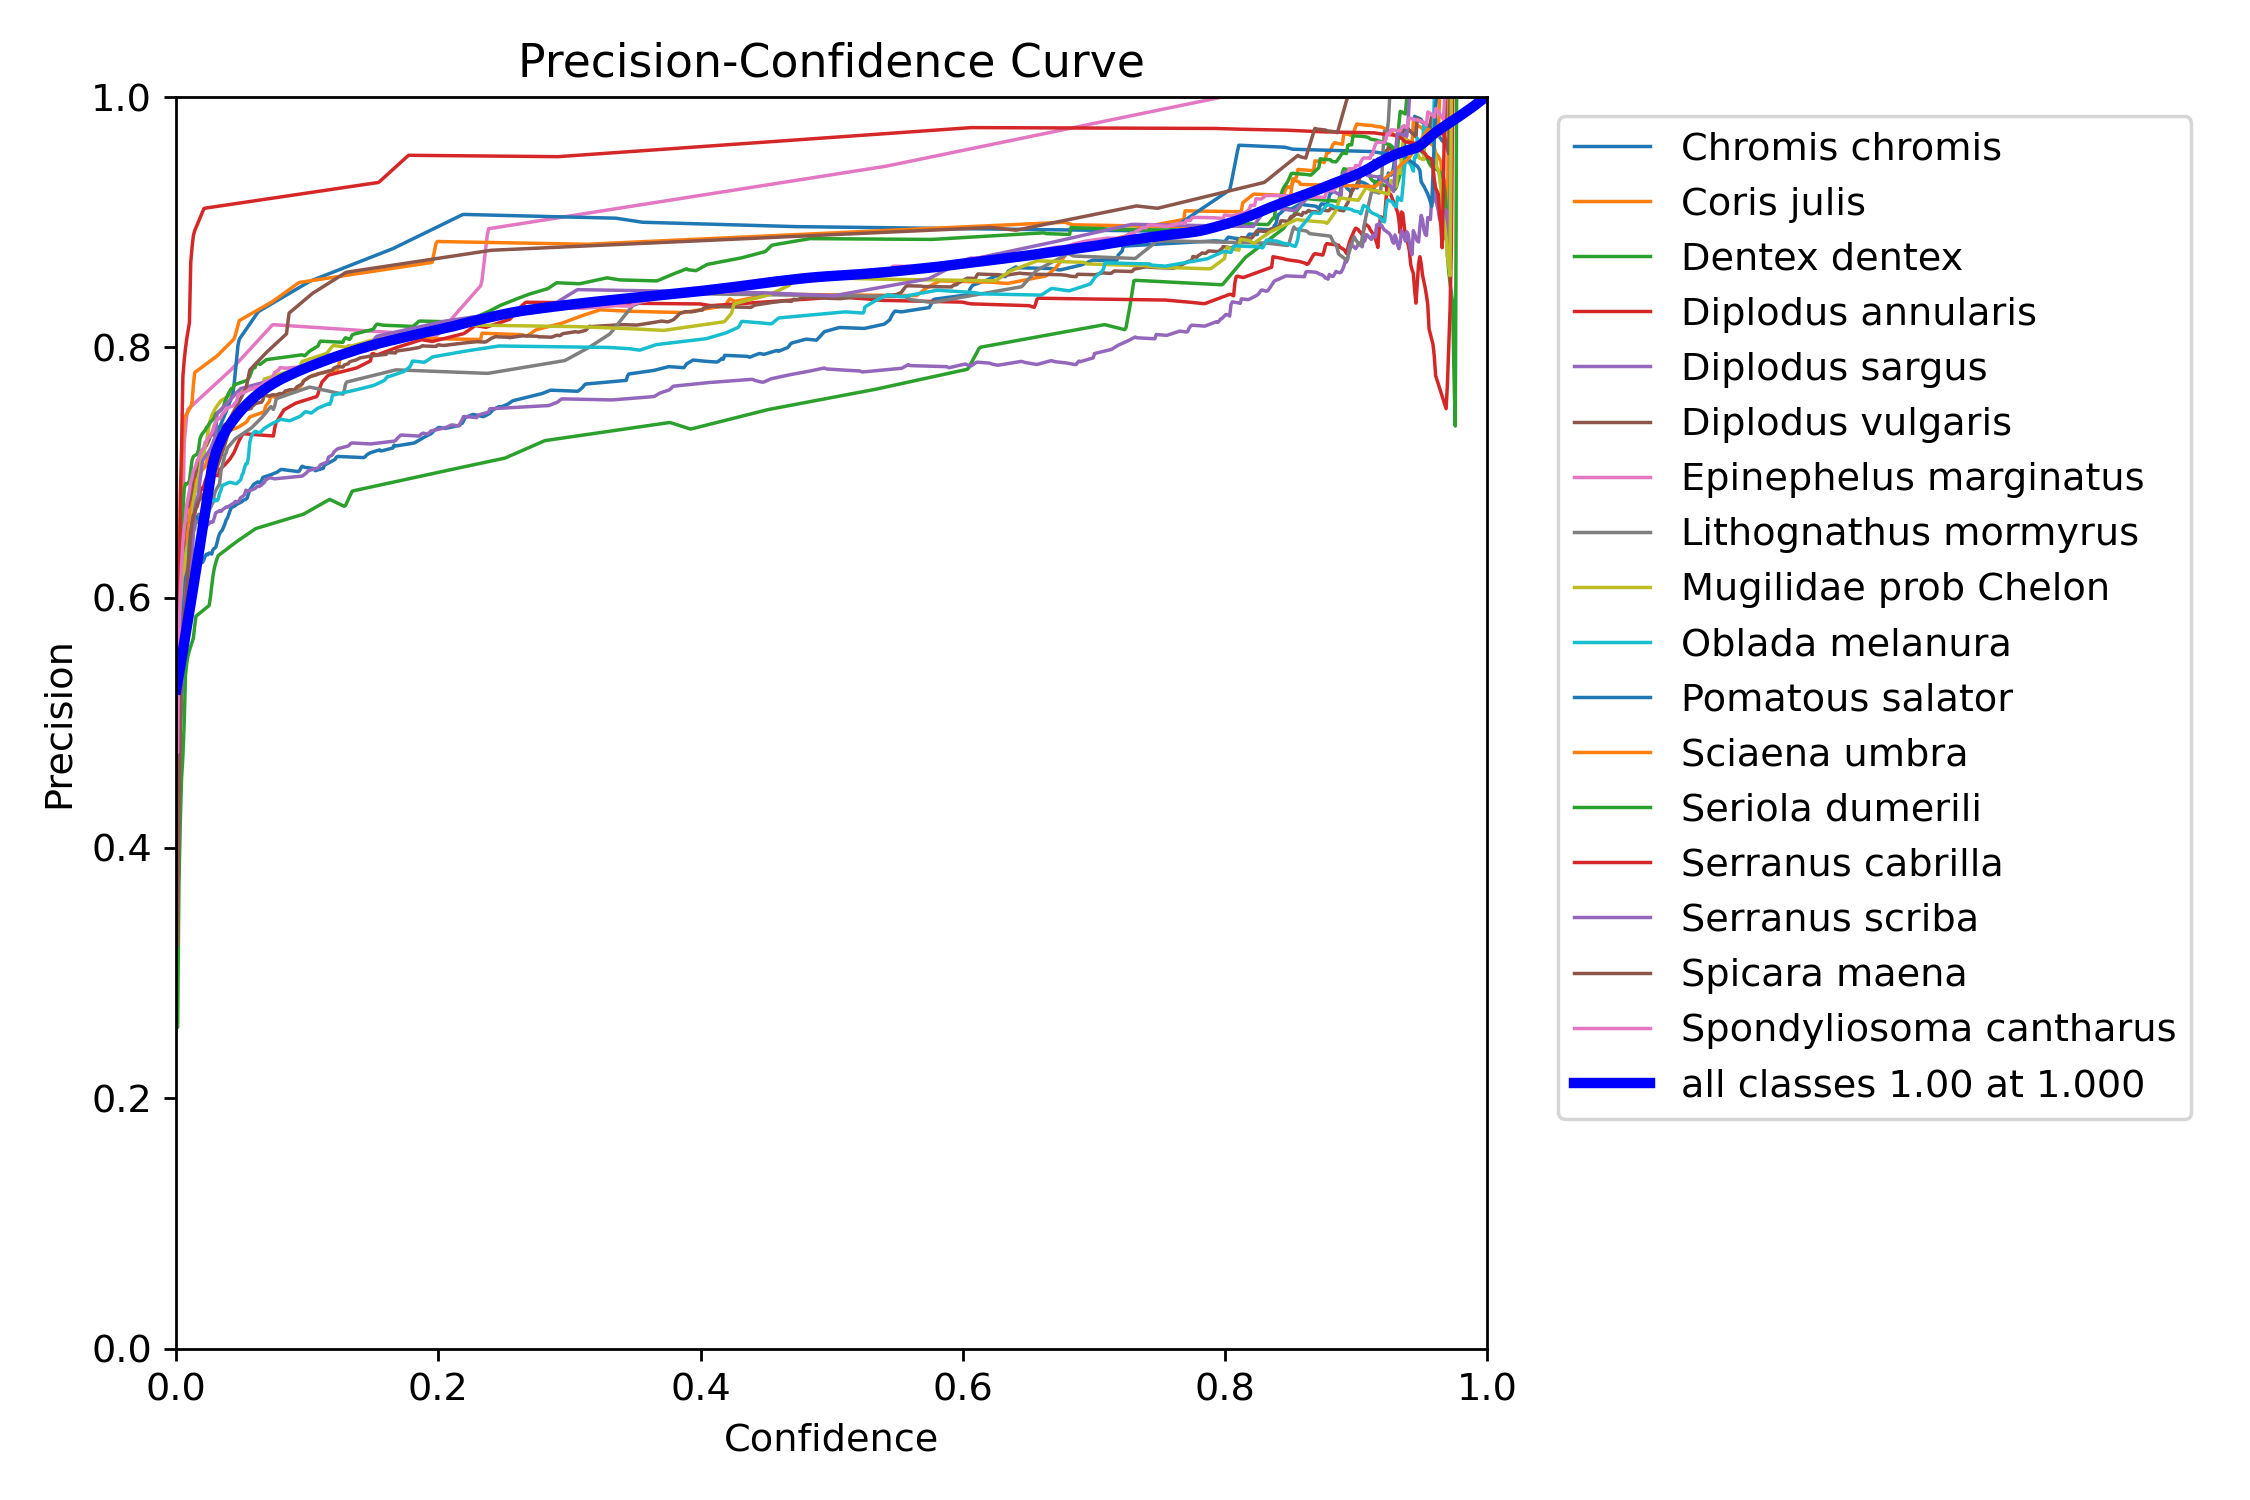 Precision-Confidence Curve
1.0
0.8
0.6
0.4
0.2
0.0
Precision
0.0 0.2 0.4 0.6 0.8 1.0
Confidence
Chromis chromis
Coris julis
Dentex dentex
Diplodus annularis
Diplodus sargus
Diplodus vulgaris
Epinephelus marginatus
Lithognathus mormyrus
Mugilidae prob Chelon
Oblada melanura
Pomatous salator
Sciaena umbra
Seriola dumerili
Serranus cabrilla
Serranus scriba
Spicara maena
Spondyliosoma cantharus
all classes 1.00 at 1.000